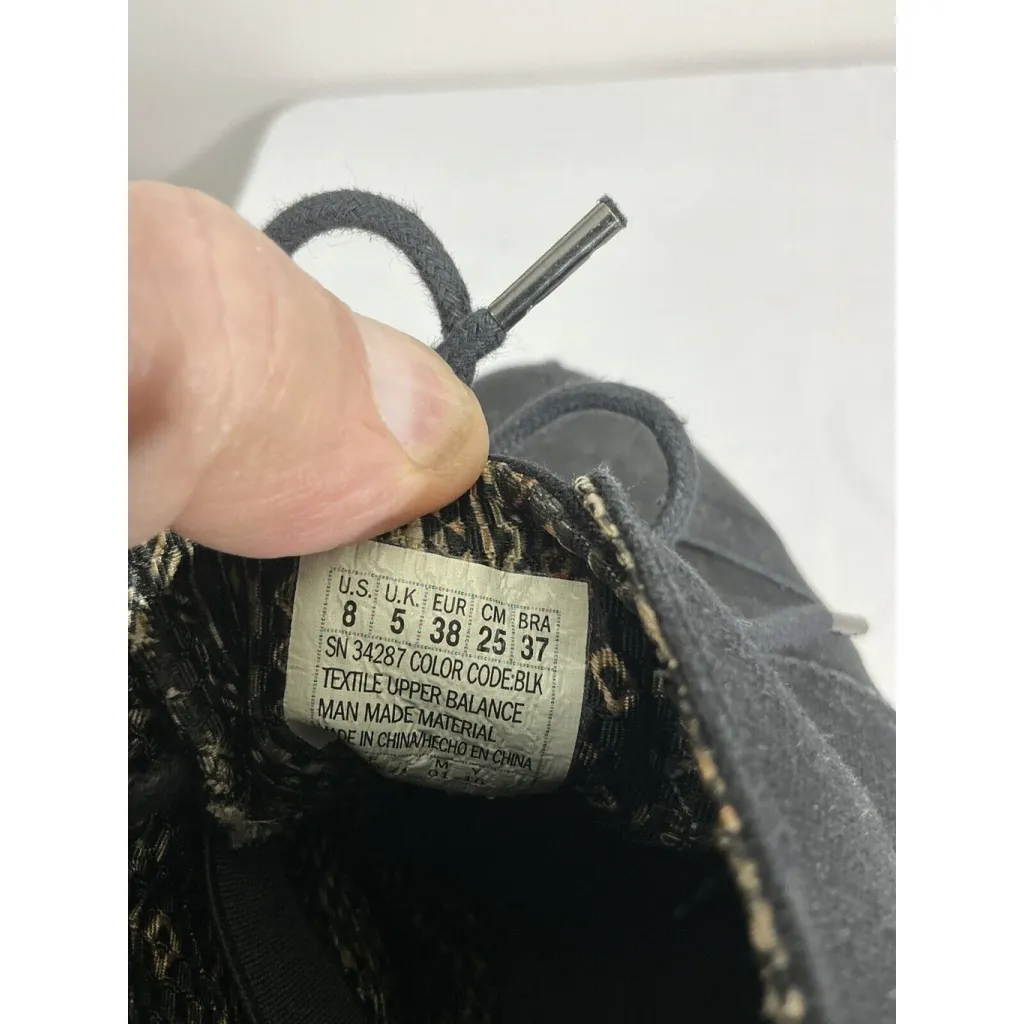 U.S. U.K. EUR CM BRA
8 5 38 25 37
SN 34287 COLOR CODE:BLK
TEXTILE UPPER BALANCE
MAN MADE MATERIAL
MADE IN CHINA/HECHO EN CHINA
M Y